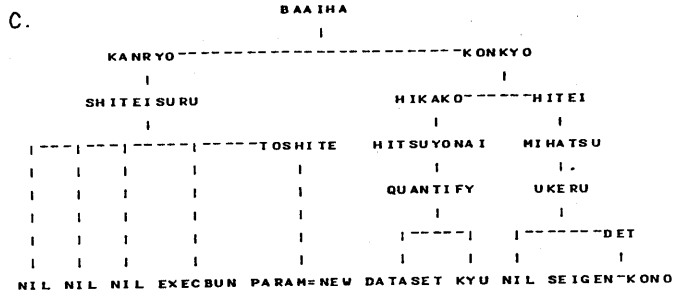 C.
BAAIHA
KANRYO KONKYO
SHITEISURU HIKAKO HITEI
TOSHITE HITSUYONAI MIHATSU
QUANTIFY UKERU
DET
NIL NIL NIL EXECBUN PARAM=NEW DATASET KYU NIL SEIGEN KONO